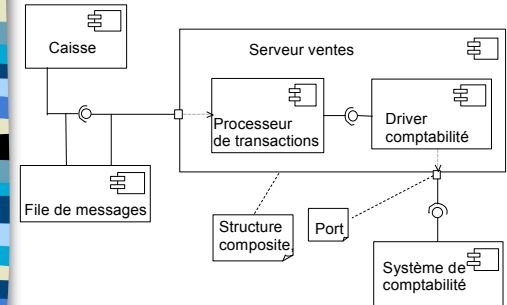 Caisse
Serveur ventes
Processeur
de transactions
Driver
comptabilité
File de messages
Structure
composite
Port
Système de
comptabilité